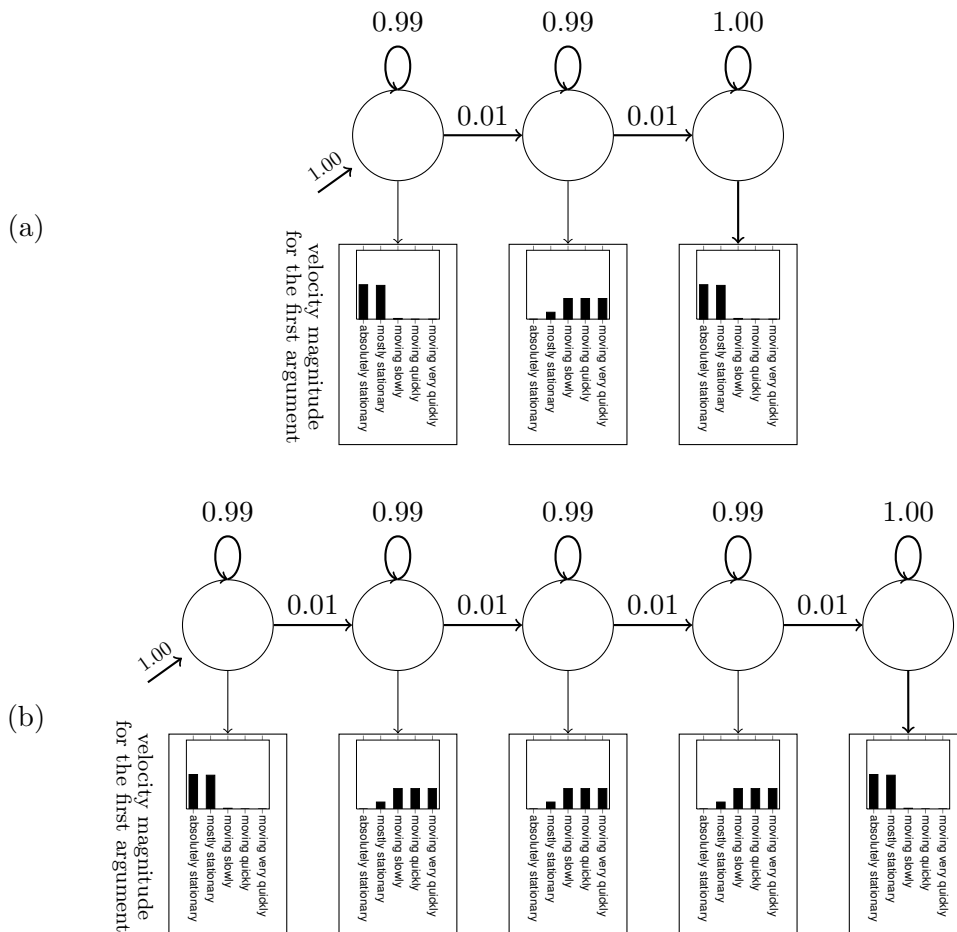 0.99 0.99 1.00
0.01 0.01
1.00
(a)
velocity magnitude
for the first argument
absolutely stationary
mostly stationary
moving slowly
moving quickly
moving very quickly
absolutely stationary
mostly stationary
moving slowly
moving quickly
moving very quickly
absolutely stationary
mostly stationary
moving slowly
moving quickly
moving very quickly
0.99 0.99 0.99 0.99 1.00
0.01 0.01 0.01 0.01
1.00
(b)
velocity magnitude
for the first argument
absolutely stationary
mostly stationary
moving slowly
moving quickly
moving very quickly
absolutely stationary
mostly stationary
moving slowly
moving quickly
moving very quickly
absolutely stationary
mostly stationary
moving slowly
moving quickly
moving very quickly
absolutely stationary
mostly stationary
moving slowly
moving quickly
moving very quickly
absolutely stationary
mostly stationary
moving slowly
moving quickly
moving very quickly